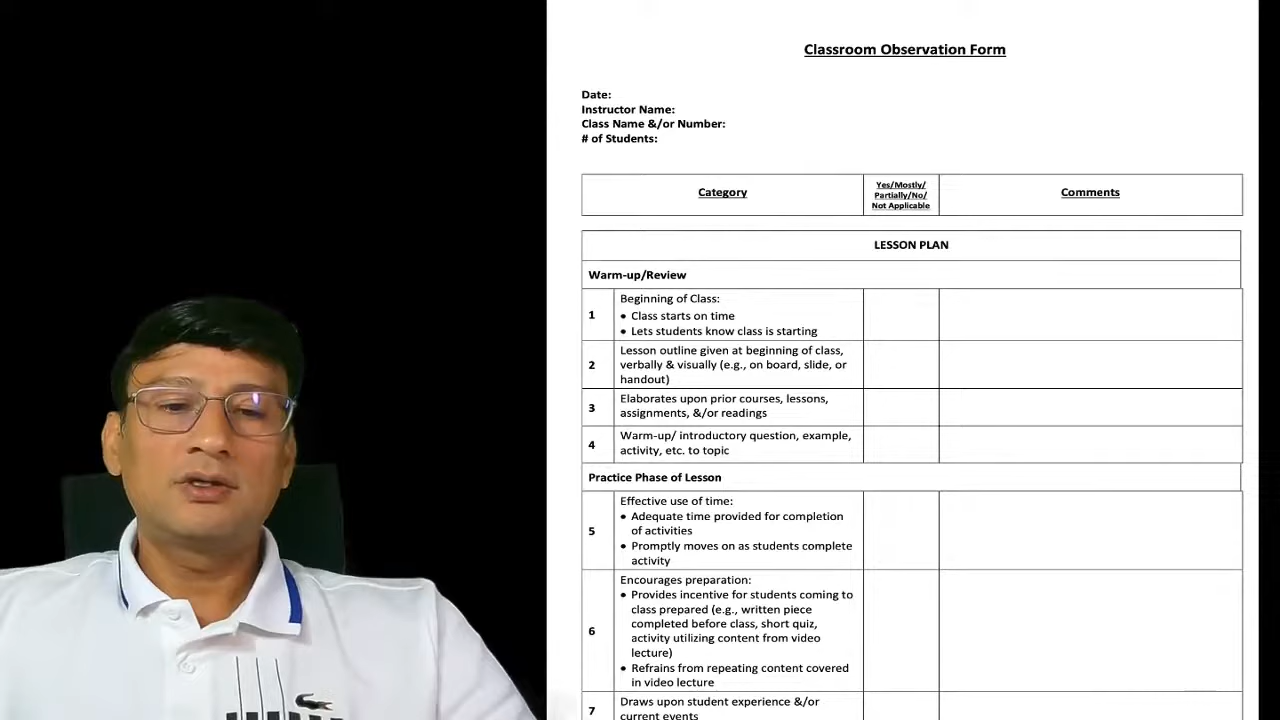 Classroom Observation Form
Date:
Instructor Name:
Class Name &/or Number:
# of Students:
Category
Yes/Mostly/
Partially/No/
Not Applicable
Comments
LESSON PLAN
Warm-up/Review
1
Beginning of Class:
• Class starts on time
• Lets students know class is starting
2
Lesson outline given at beginning of class,
verbally & visually (e.g., on board, slide, or
handout)
3
Elaborates upon prior courses, lessons,
assignments, &/or readings
4
Warm-up/ introductory question, example,
activity, etc. to topic
Practice Phase of Lesson
5
Effective use of time:
• Adequate time provided for completion
of activities
• Promptly moves on as students complete
activity
6
Encourages preparation:
• Provides incentive for students coming to
class prepared (e.g., written piece
completed before class, short quiz,
activity utilizing content from video
lecture)
• Refrains from repeating content covered
in video lecture
7
Draws upon student experience &/or
current events